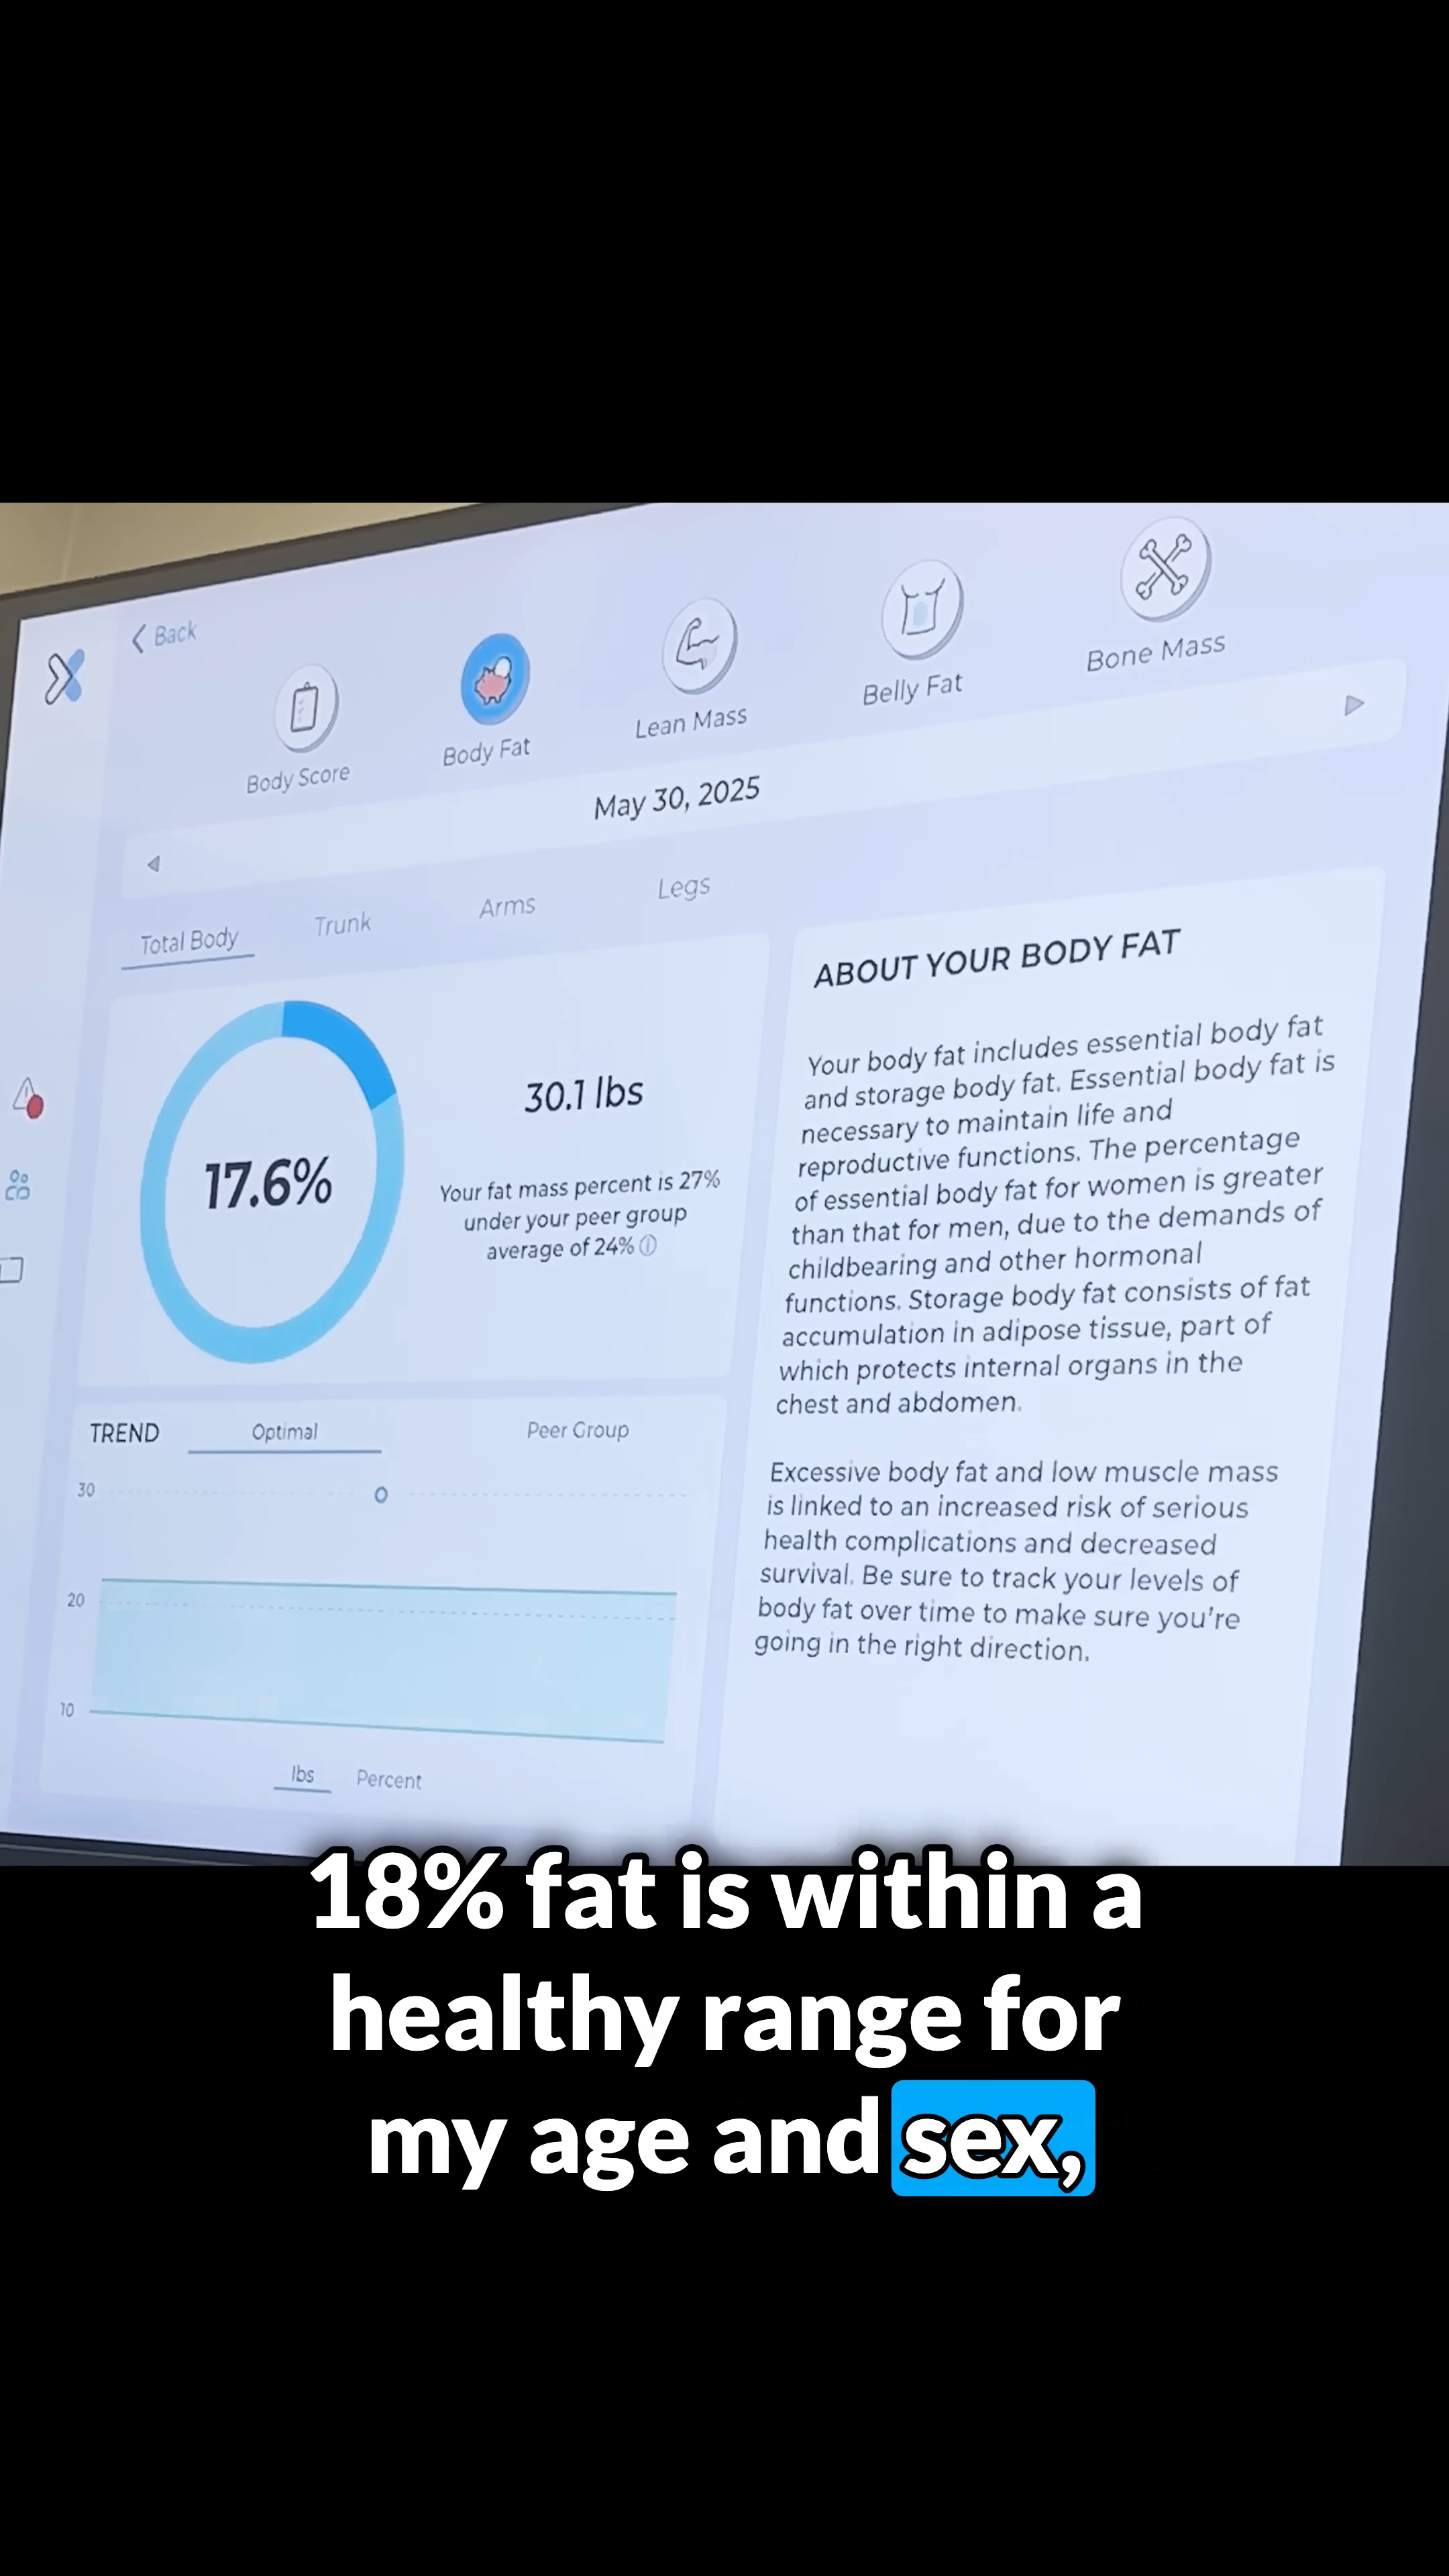 Back
Body Score
Body Fat
Lean Mass
Belly Fat
Bone Mass
May 30, 2025
Total Body
Trunk
Arms
Legs
17.6%
30.1 lbs
Your fat mass percent is 27%
under your peer group
average of 24%
ABOUT YOUR BODY FAT
Your body fat includes essential body fat
and storage body fat. Essential body fat is
necessary to maintain life and
reproductive functions. The percentage
of essential body fat for women is greater
than that for men, due to the demands of
childbearing and other hormonal
functions. Storage body fat consists of fat
accumulation in adipose tissue, part of
which protects internal organs in the
chest and abdomen.
Excessive body fat and low muscle mass
is linked to an increased risk of serious
health complications and decreased
survival. Be sure to track your levels of
body fat over time to make sure you're
going in the right direction.
TREND
Optimal
Peer Group
30
20
10
lbs
Percent
18% fat is within a
healthy range for
my age and sex,